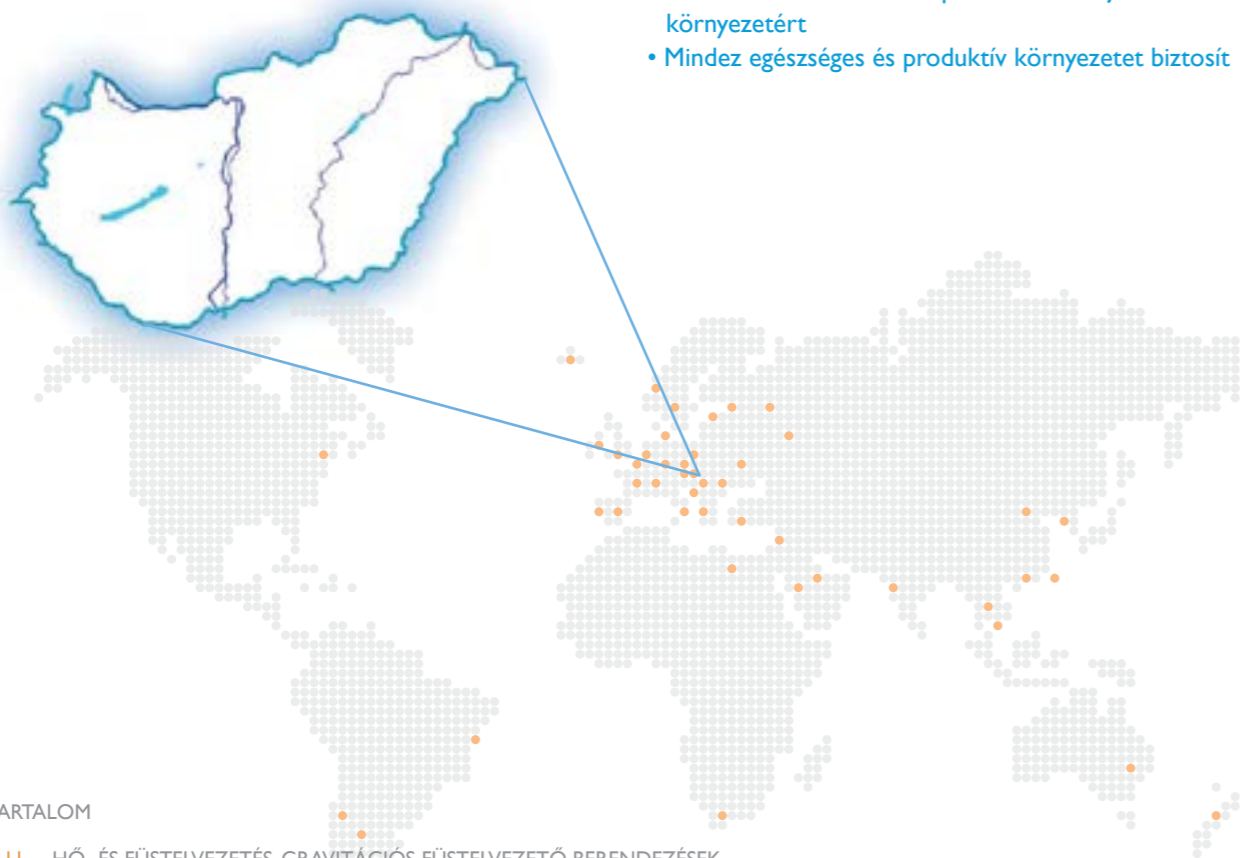 környezetért
• Mindez egészséges és produktív környezetet biztosít
ARTALOM
HŐ- ÉS FÜSTELVEZETÉS, GRAVITÁCIÓS FÜSTELVEZETŐ BERENDEZÉSEK